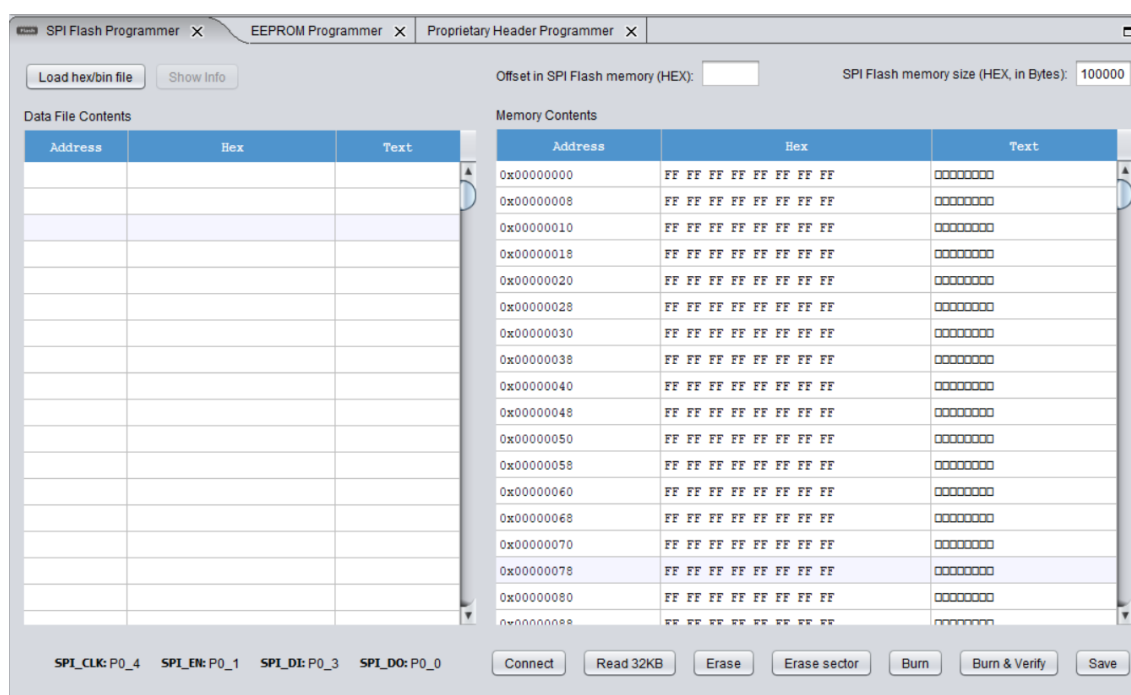 Flash SPI Flash Programmer X EEPROM Programmer X Proprietary Header Programmer X
Load hex/bin file Show Info Offset in SPI Flash memory (HEX): SPI Flash memory size (HEX, in Bytes): 100000
Data File Contents Memory Contents
Address Hex Text Address Hex Text
0x00000000 FF FF FF FF FF FF FF FF □□□□□□□□
0x00000008 FF FF FF FF FF FF FF FF □□□□□□□□
0x00000010 FF FF FF FF FF FF FF FF □□□□□□□□
0x00000018 FF FF FF FF FF FF FF FF □□□□□□□□
0x00000020 FF FF FF FF FF FF FF FF □□□□□□□□
0x00000028 FF FF FF FF FF FF FF FF □□□□□□□□
0x00000030 FF FF FF FF FF FF FF FF □□□□□□□□
0x00000038 FF FF FF FF FF FF FF FF □□□□□□□□
0x00000040 FF FF FF FF FF FF FF FF □□□□□□□□
0x00000048 FF FF FF FF FF FF FF FF □□□□□□□□
0x00000050 FF FF FF FF FF FF FF FF □□□□□□□□
0x00000058 FF FF FF FF FF FF FF FF □□□□□□□□
0x00000060 FF FF FF FF FF FF FF FF □□□□□□□□
0x00000068 FF FF FF FF FF FF FF FF □□□□□□□□
0x00000070 FF FF FF FF FF FF FF FF □□□□□□□□
0x00000078 FF FF FF FF FF FF FF FF □□□□□□□□
0x00000080 FF FF FF FF FF FF FF FF □□□□□□□□
0x00000088 FF FF FF FF FF FF FF FF □□□□□□□□
SPI_CLK: P0_4 SPI_EN: P0_1 SPI_DI: P0_3 SPI_DO: P0_0 Connect Read 32KB Erase Erase sector Burn Burn & Verify Save